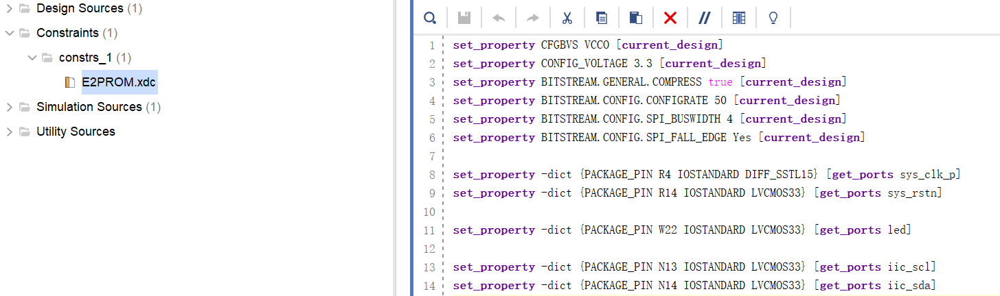 Design Sources (1)
Constraints (1)
constrs_1 (1)
E2PROM.xdc
Simulation Sources (1)
Utility Sources
1 set_property CFGBVS VCCO [current_design]
2 set_property CONFIG_VOLTAGE 3.3 [current_design]
3 set_property BITSTREAM.GENERAL.COMPRESS true [current_design]
4 set_property BITSTREAM.CONFIG.CONFIGRATE 50 [current_design]
5 set_property BITSTREAM.CONFIG.SPI_BUSWIDTH 4 [current_design]
6 set_property BITSTREAM.CONFIG.SPI_FALL_EDGE Yes [current_design]
7
8 set_property -dict {PACKAGE_PIN R4 IOSTANDARD DIFF_SSTL15} [get_ports sys_clk_p]
9 set_property -dict {PACKAGE_PIN R14 IOSTANDARD LVCMOS33} [get_ports sys_rstn]
10
11 set_property -dict {PACKAGE_PIN W22 IOSTANDARD LVCMOS33} [get_ports led]
12
13 set_property -dict {PACKAGE_PIN N13 IOSTANDARD LVCMOS33} [get_ports iic_scl]
14 set_property -dict {PACKAGE_PIN N14 IOSTANDARD LVCMOS33} [get_ports iic_sda]